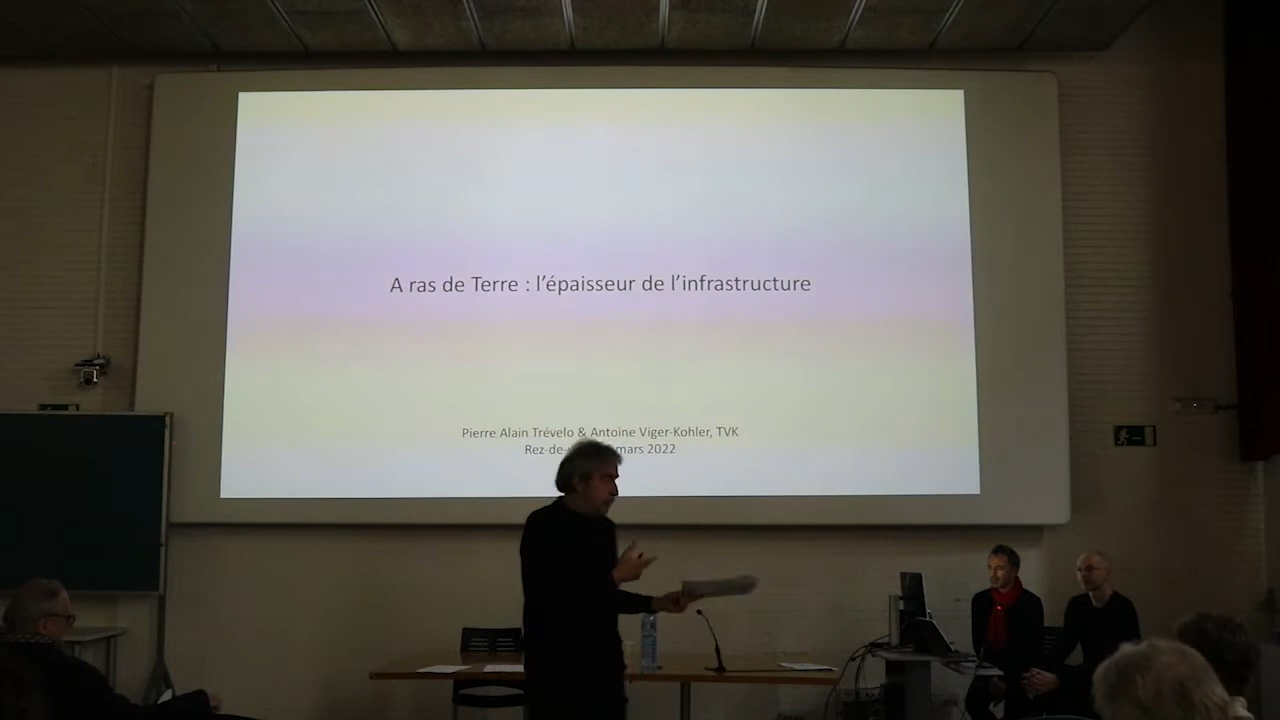 A ras de Terre : l'épaisseur de l'infrastructure
Pierre Alain Trévelo & Antoine Viger-Kohler, TVK
Rez-de- mars 2022